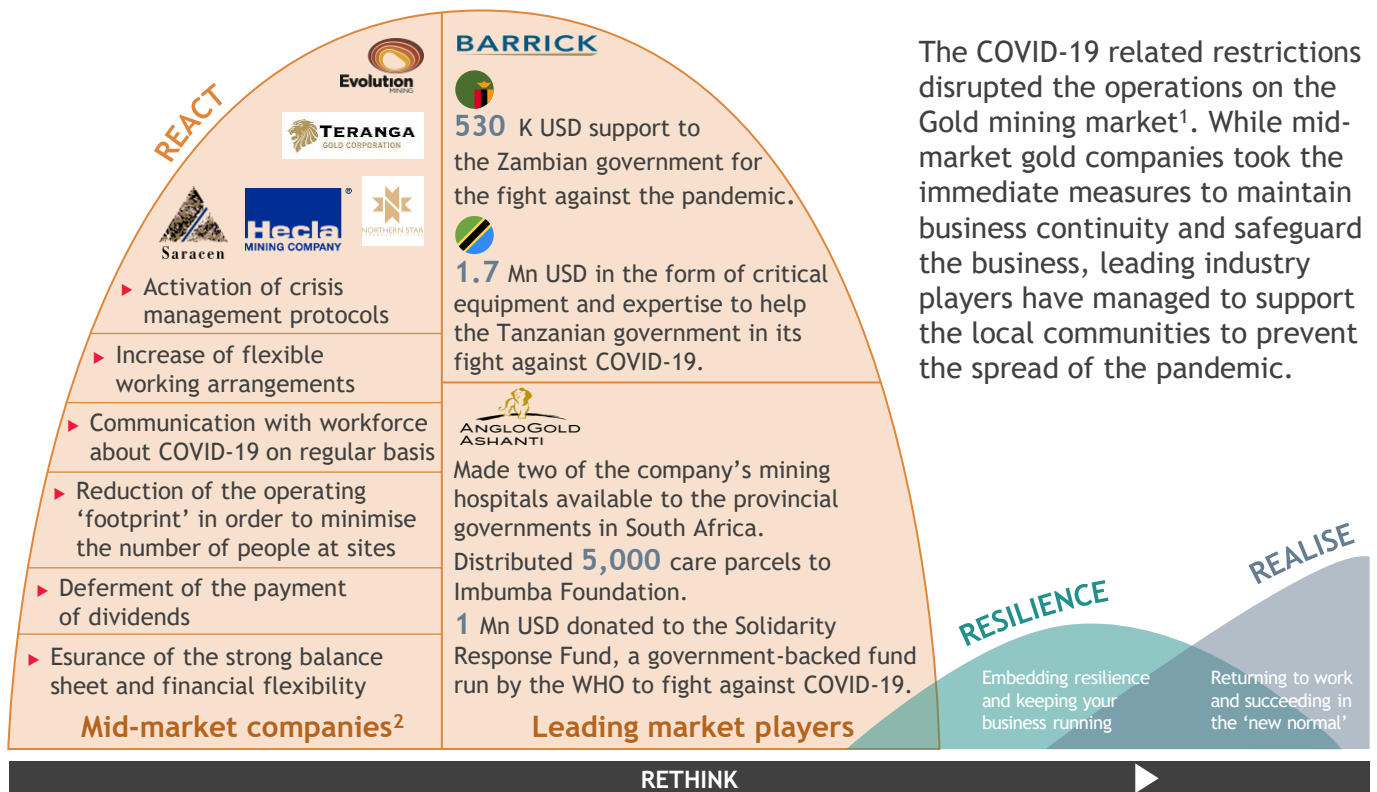 REACT
Evolution
MINING
TERANGA
GOLD CORPORATION
Saracen
Hecla®
MINING COMPANY
NORTHERN STAR
▶ Activation of crisis
management protocols
▶ Increase of flexible
working arrangements
▶ Communication with workforce
about COVID-19 on regular basis
▶ Reduction of the operating
‘footprint’ in order to minimise
the number of people at sites
▶ Deferment of the payment
of dividends
▶ Esurance of the strong balance
sheet and financial flexibility
Mid-market companies²
BARRICK
530 K USD support to
the Zambian government for
the fight against the pandemic.
1.7 Mn USD in the form of critical
equipment and expertise to help
the Tanzanian government in its
fight against COVID-19.
ANGLOGOLD
ASHANTI
Made two of the company’s mining
hospitals available to the provincial
governments in South Africa.
Distributed 5,000 care parcels to
Imbumba Foundation.
1 Mn USD donated to the Solidarity
Response Fund, a government-backed fund
run by the WHO to fight against COVID-19.
Leading market players
The COVID-19 related restrictions
disrupted the operations on the
Gold mining market¹. While mid-
market gold companies took the
immediate measures to maintain
business continuity and safeguard
the business, leading industry
players have managed to support
the local communities to prevent
the spread of the pandemic.
RESILIENCE
Embedding resilience
and keeping your
business running
REALISE
Returning to work
and succeeding in
the ‘new normal’
RETHINK